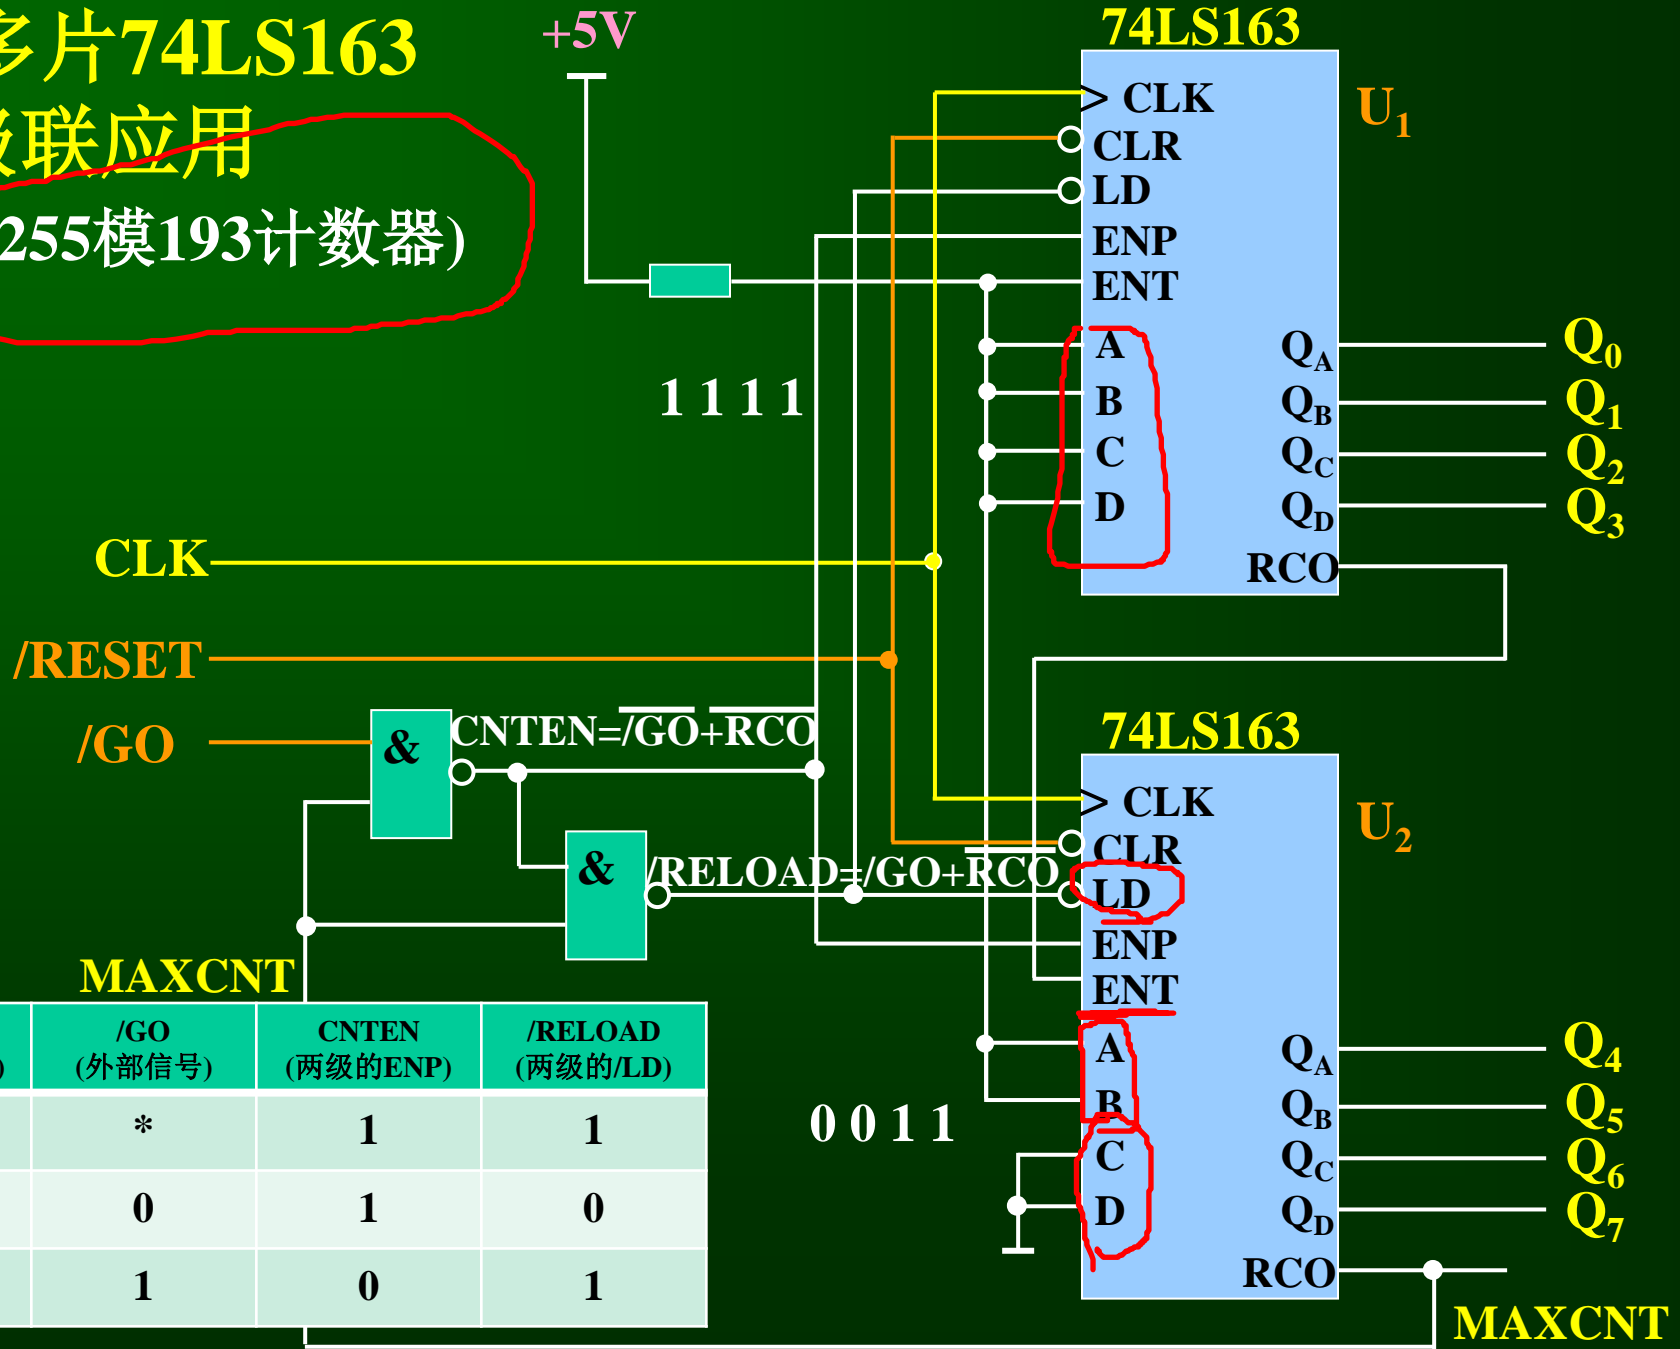 多片74LS163
级联应用
255模193计数器)
+5V
74LS163
U1
CLK
CLR
LD
ENP
ENT
A
B
C
D
QA
QB
QC
QD
RCO
Q0
Q1
Q2
Q3
1 1 1 1
CLK
/RESET
/GO
&
CNTEN=/GO+RCO
&
/RELOAD=/GO+RCO
MAXCNT
74LS163
U2
CLK
CLR
LD
ENP
ENT
A
B
C
D
QA
QB
QC
QD
RCO
Q4
Q5
Q6
Q7
0 0 1 1
MAXCNT
) /GO (外部信号) CNTEN (两级的ENP) /RELOAD (两级的/LD)
* 1 1
0 1 0
1 0 1